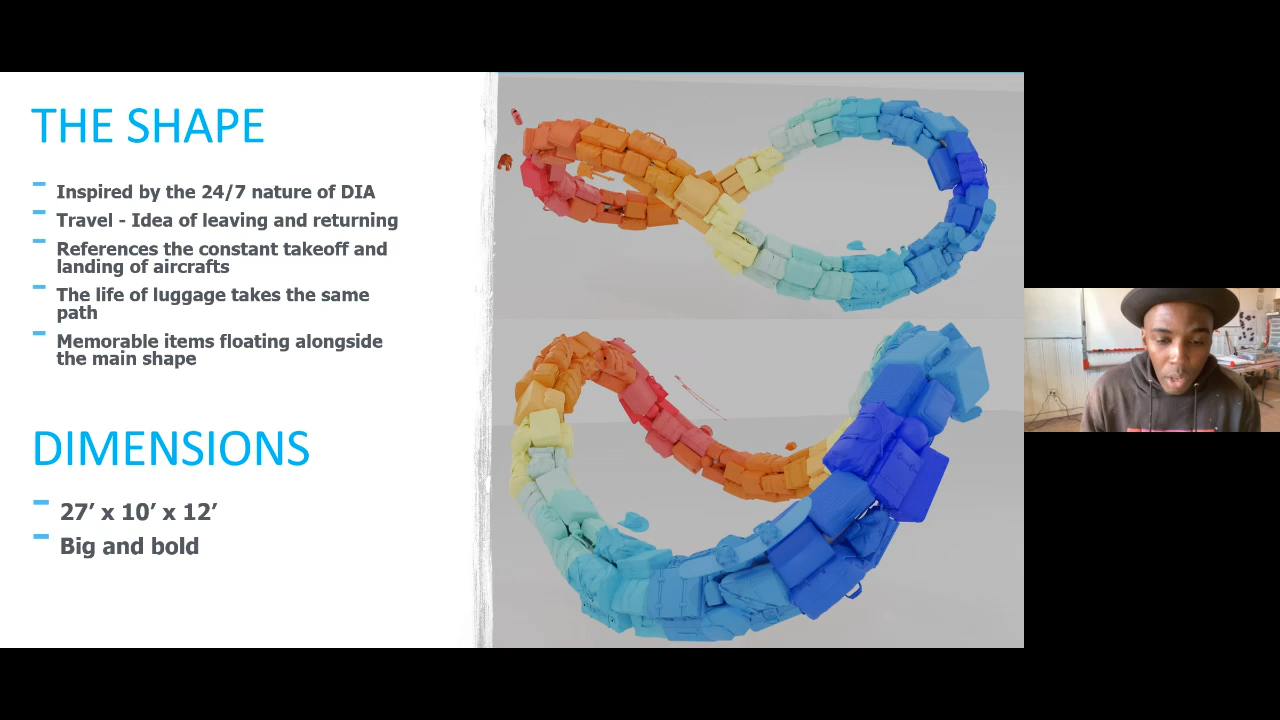 THE SHAPE
- Inspired by the 24/7 nature of DIA
- Travel - Idea of leaving and returning
- References the constant takeoff and
landing of aircrafts
- The life of luggage takes the same
path
- Memorable items floating alongside
the main shape
DIMENSIONS
- 27’ x 10’ x 12’
- Big and bold